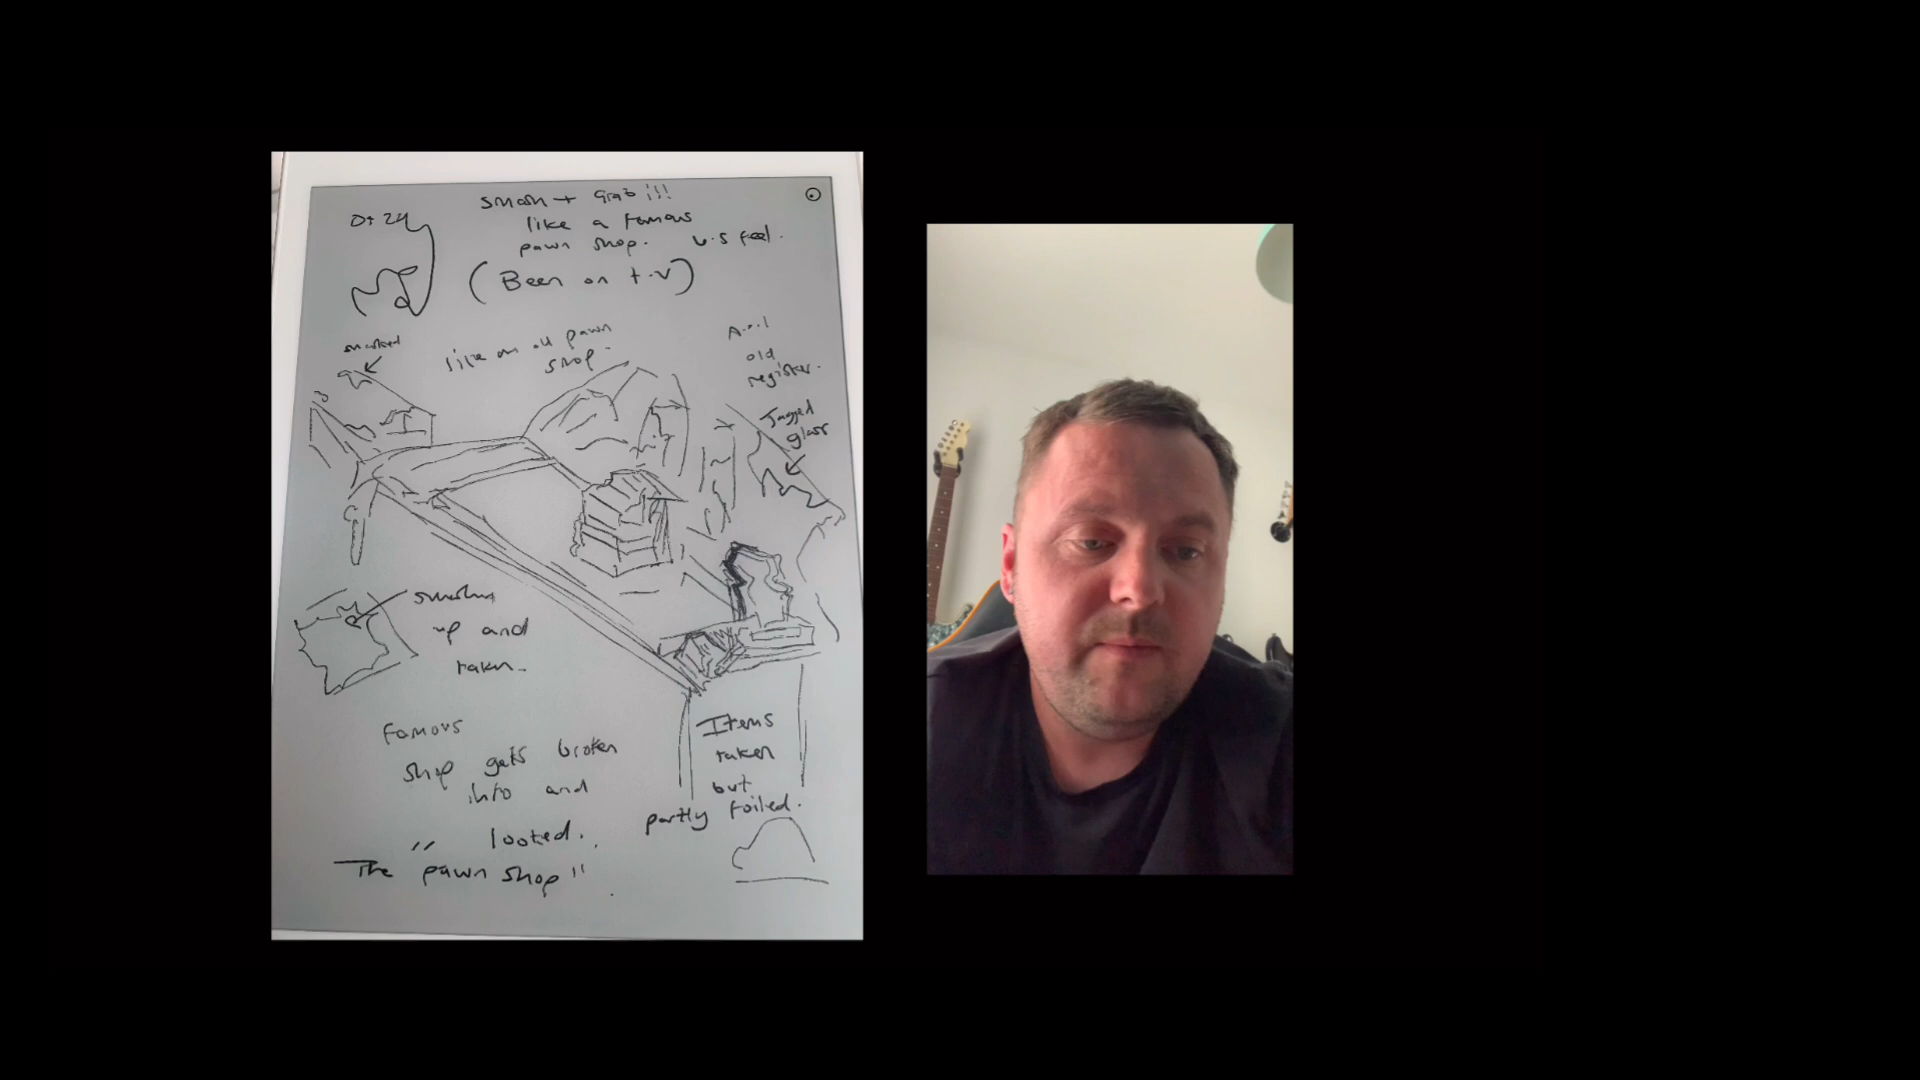 Dt 24
smash + Grab !!!
like a famous
pawn shop. U.S feel.
(Been on t.v)
smashed
like an old pawn
shop.
old
register.
Jagged
glass
smashed
up and
taken.
Famous
shop gets broken
into and
looted.
The "pawn shop"
Items
taken
but
partly foiled.